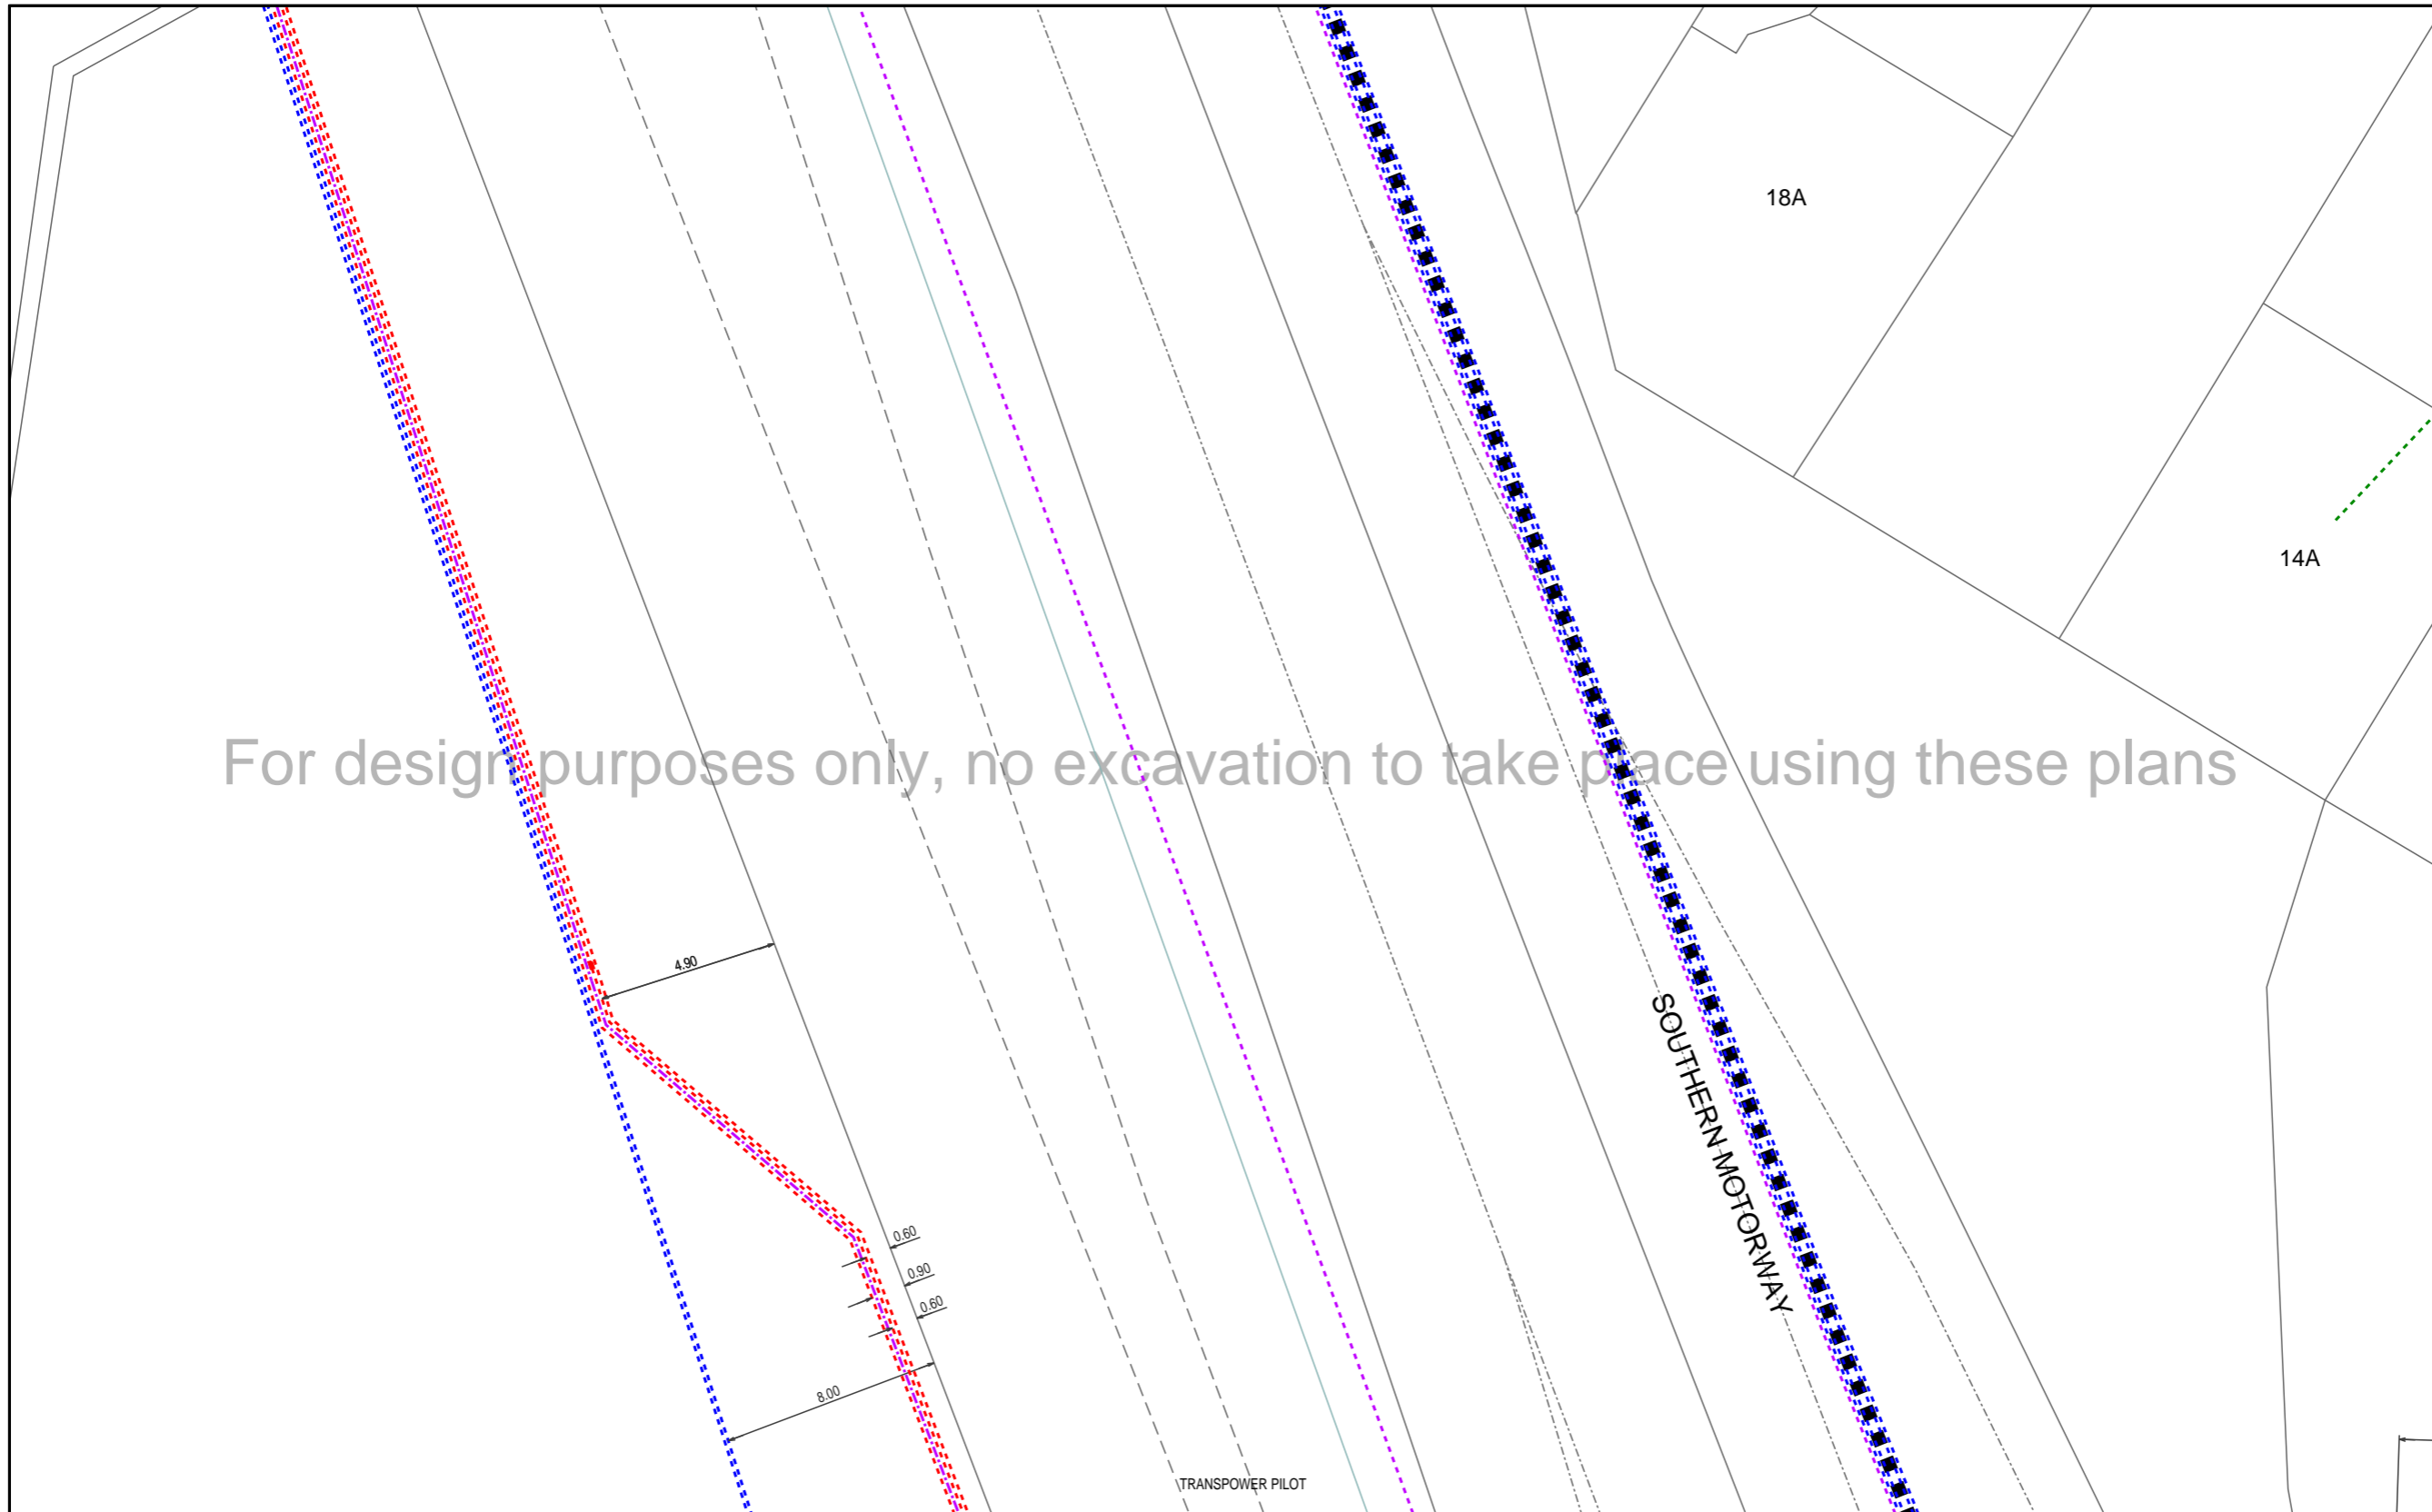 18A
14A
For design purposes only, no excavation to take place using these plans
4.90
SOUTHERN MOTORWAY
0.60
0.90
0.60
8.00
TRANSPOWER PILOT